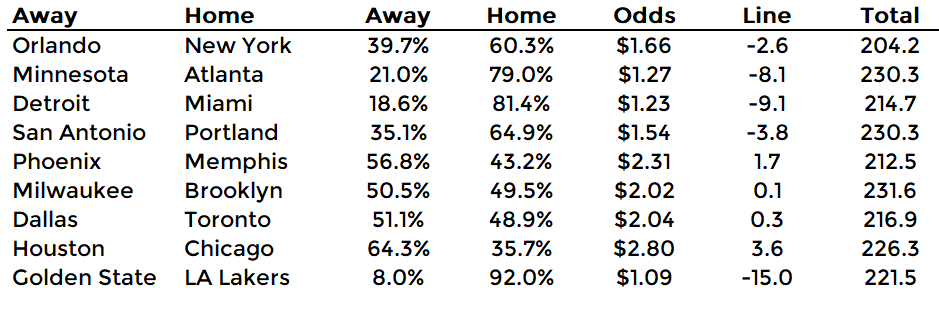 Away Home Away Home Odds Line Total
Orlando New York 39.7% 60.3% $1.66 -2.6 204.2
Minnesota Atlanta 21.0% 79.0% $1.27 -8.1 230.3
Detroit Miami 18.6% 81.4% $1.23 -9.1 214.7
San Antonio Portland 35.1% 64.9% $1.54 -3.8 230.3
Phoenix Memphis 56.8% 43.2% $2.31 1.7 212.5
Milwaukee Brooklyn 50.5% 49.5% $2.02 0.1 231.6
Dallas Toronto 51.1% 48.9% $2.04 0.3 216.9
Houston Chicago 64.3% 35.7% $2.80 3.6 226.3
Golden State LA Lakers 8.0% 92.0% $1.09 -15.0 221.5